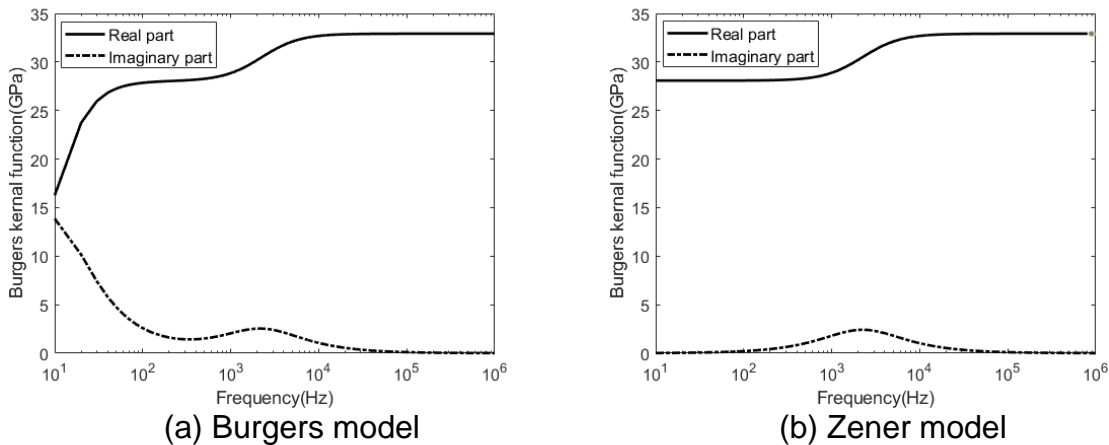 35
30
25
20
15
10
5
0
Burgers kernal function(GPa)
Real part
Imaginary part
10^1
10^2
10^3
10^4
10^5
10^6
Frequency(Hz)
(a) Burgers model
35
30
25
20
15
10
5
0
Burgers kernal function(GPa)
Real part
Imaginary part
10^1
10^2
10^3
10^4
10^5
10^6
Frequency(Hz)
(b) Zener model